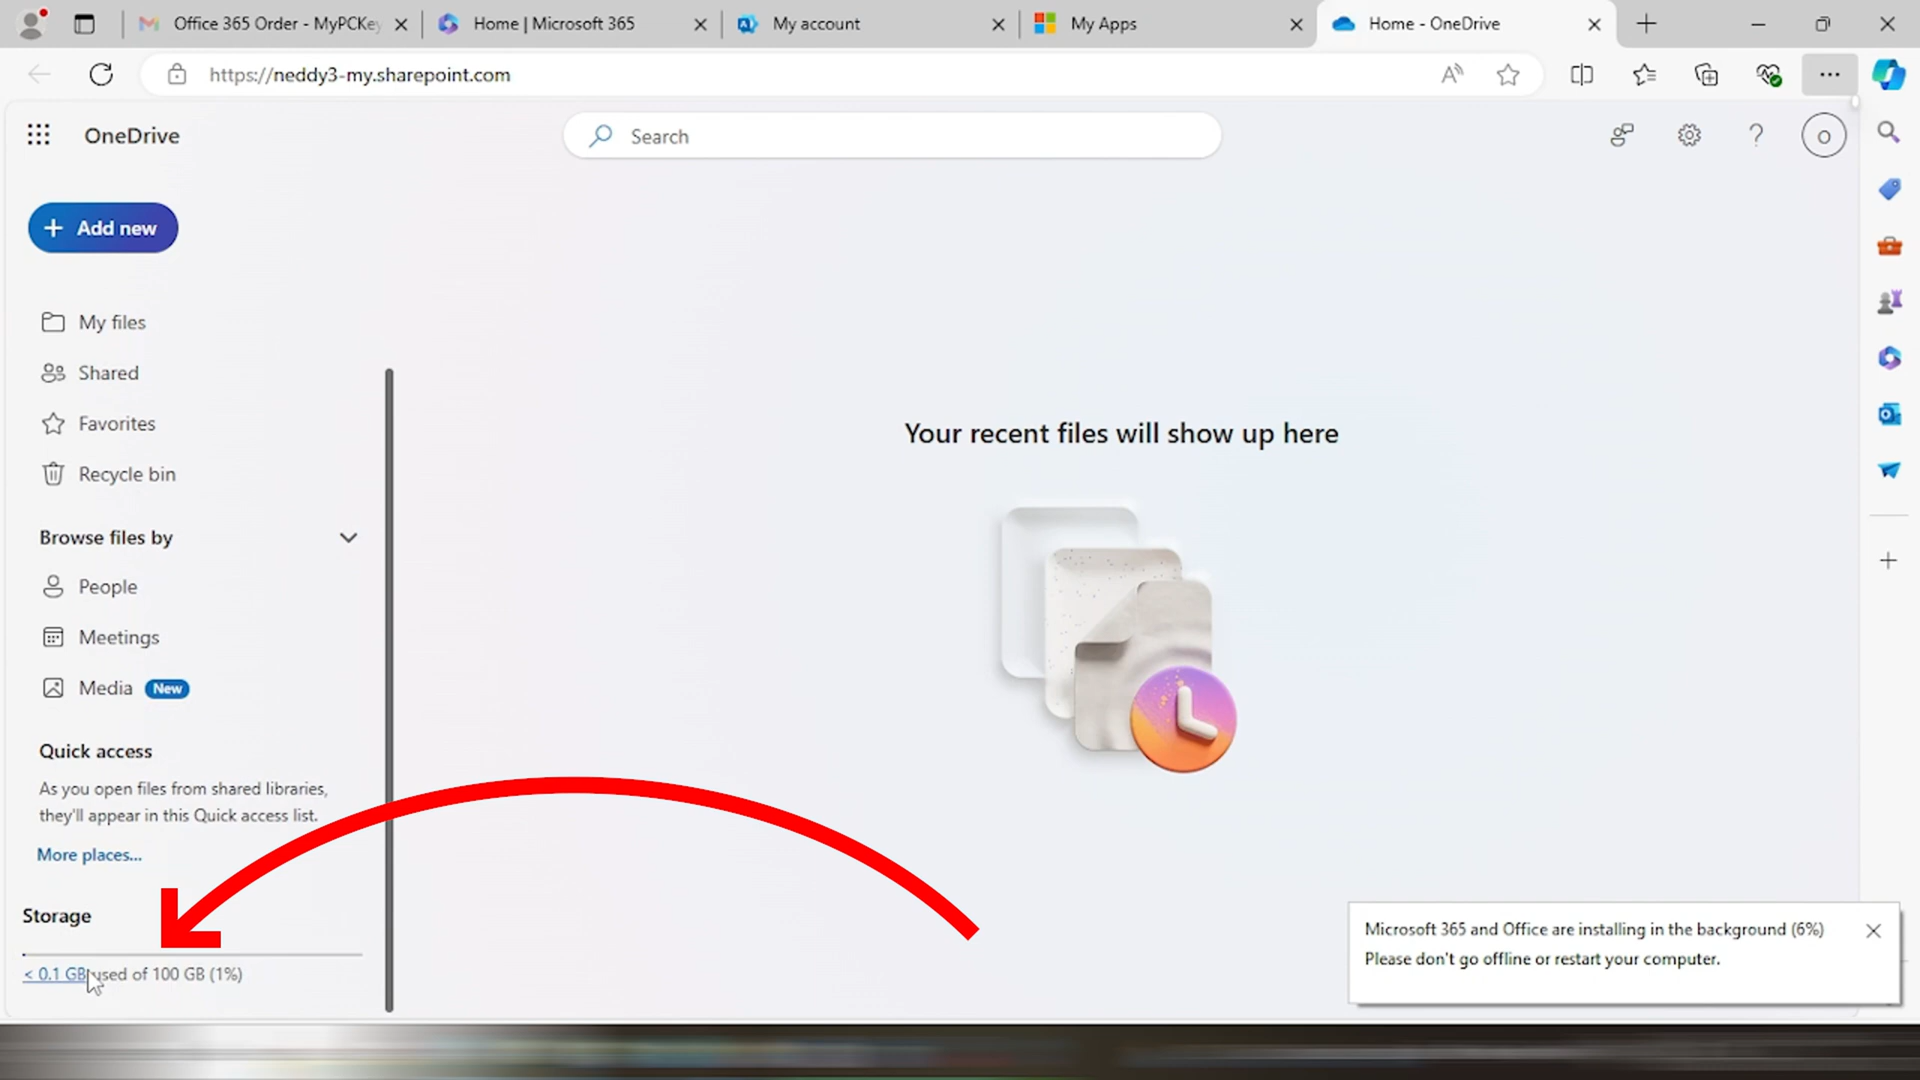 Office 365 Order - MyPCKey
Home | Microsoft 365
My account
My Apps
Home - OneDrive
https://neddy3-my.sharepoint.com
OneDrive
Search
O
Add new
My files
Shared
Favorites
Recycle bin
Your recent files will show up here
Browse files by
People
Meetings
Media New
Quick access
As you open files from shared libraries,
they'll appear in this Quick access list.
More places...
Storage
< 0.1 GB used of 100 GB (1%)
Microsoft 365 and Office are installing in the background (6%)
Please don't go offline or restart your computer.